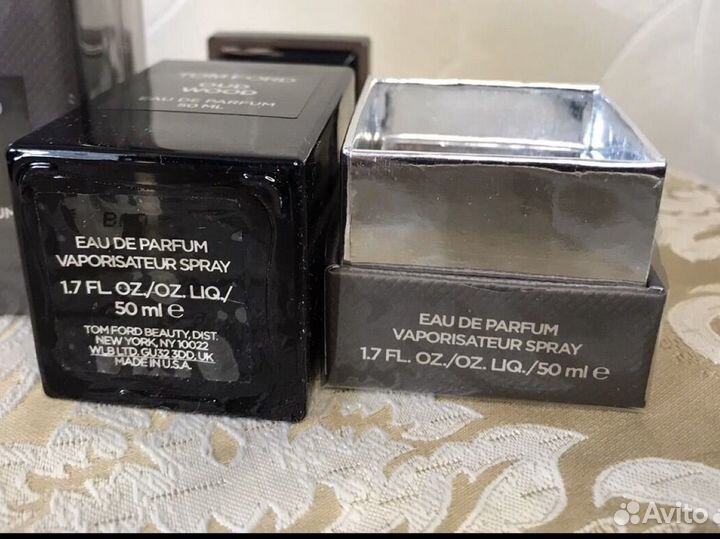 TOM FORD
OUD
WOOD
EAU DE PARFUM
50 ML
EAU DE PARFUM
VAPORISATEUR SPRAY
1.7 FL. OZ./OZ. LIQ./
50 ml e
TOM FORD BEAUTY, DIST.
NEW YORK, NY 10022
WLB LTD. GU32 3DD, UK
MADE IN U.S.A.
EAU DE PARFUM
VAPORISATEUR SPRAY
1.7 FL. OZ./OZ. LIQ./50 ml e
Avito